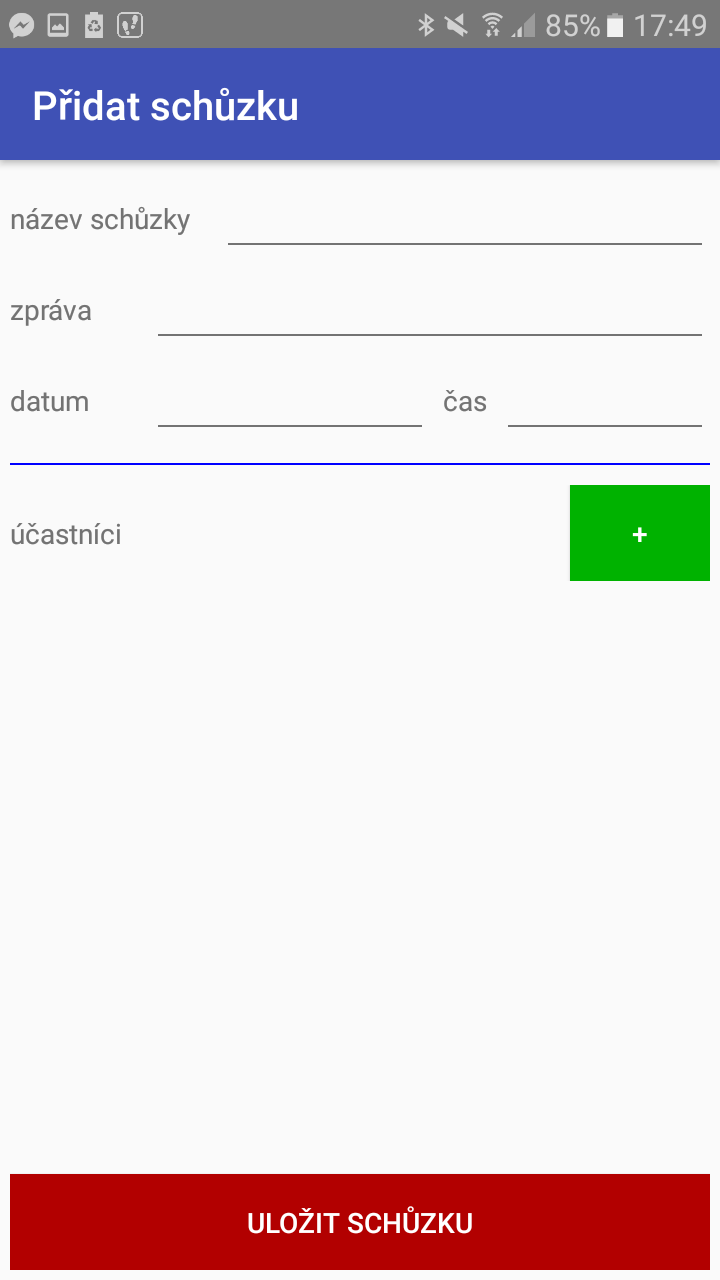 85% 17:49
Přidat schůzku
název schůzky
zpráva
datum čas
účastníci +
ULOŽIT SCHŮZKU